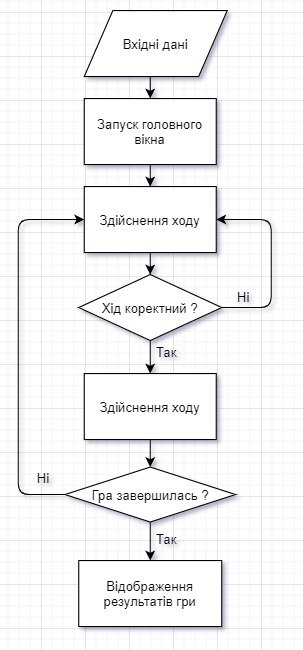 Вхідні дані
Запуск головного
вікна
Здійснення ходу
Хід коректний ?
Ні
Так
Здійснення ходу
Ні
Гра завершилась ?
Так
Відображення
результатів гри